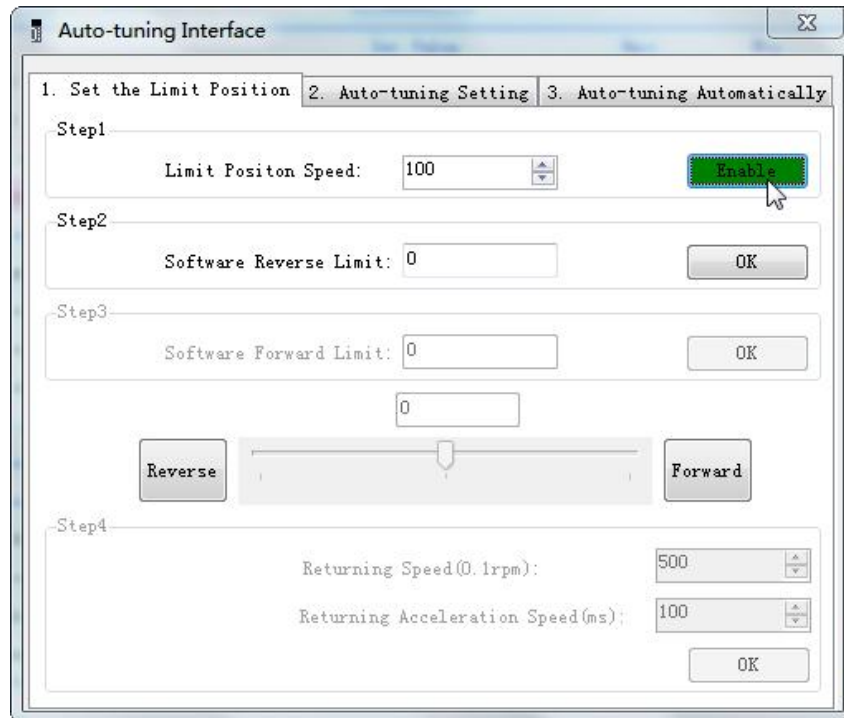 Auto-tuning Interface
1. Set the Limit Position 2. Auto-tuning Setting 3. Auto-tuning Automatically
Step1
Limit Positon Speed: 100 Enable
Step2
Software Reverse Limit: 0 OK
Step3
Software Forward Limit: 0 OK
0
Reverse Forward
Step4
Returning Speed(0.1rpm): 500
Returning Acceleration Speed(ms): 100
OK